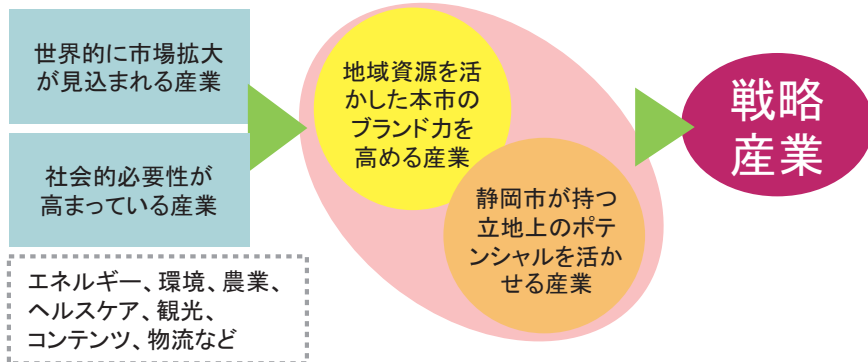 世界的に市場拡大
が見込まれる産業
社会的必要性が
高まっている産業
エネルギー、環境、農業、
ヘルスケア、観光、
コンテンツ、物流など
地域資源を活
かした本市の
ブランド力を
高める産業
静岡市が持つ
立地上のポテ
ンシャルを活か
せる産業
戦略
産業